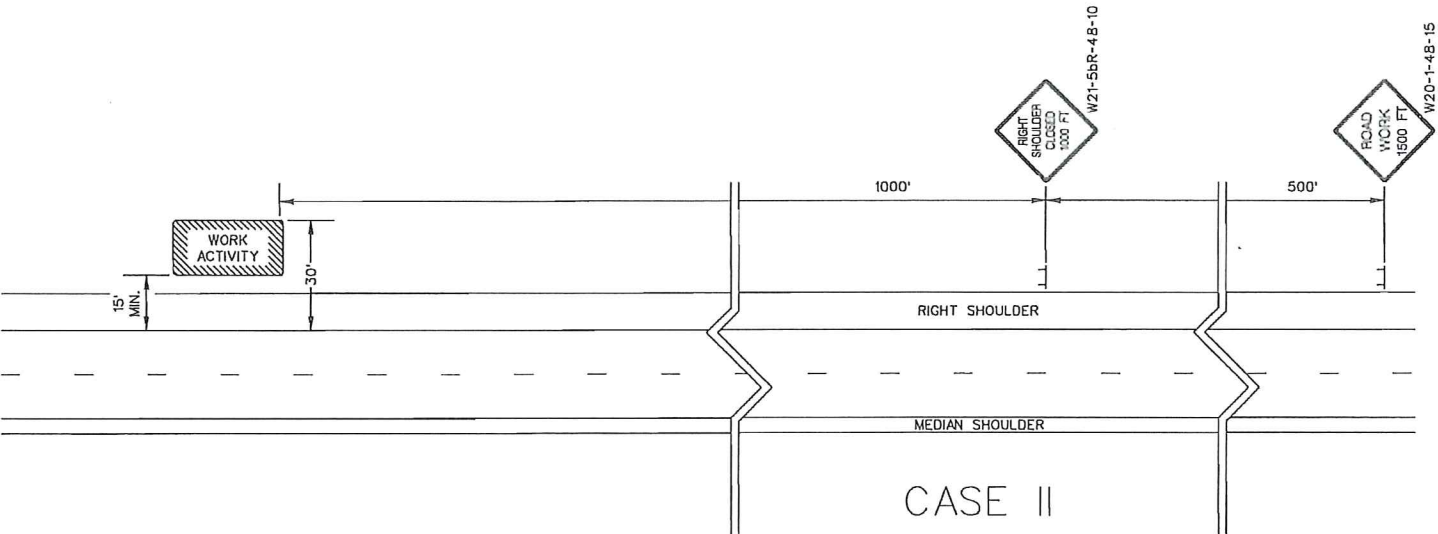 W21-5bR-48-10
RIGHT
SHOULDER
CLOSED
1000 FT
W20-1-48-15
ROAD
WORK
1500 FT
1000'
500'
WORK
ACTIVITY
30'
15'
MIN.
RIGHT SHOULDER
MEDIAN SHOULDER
CASE II